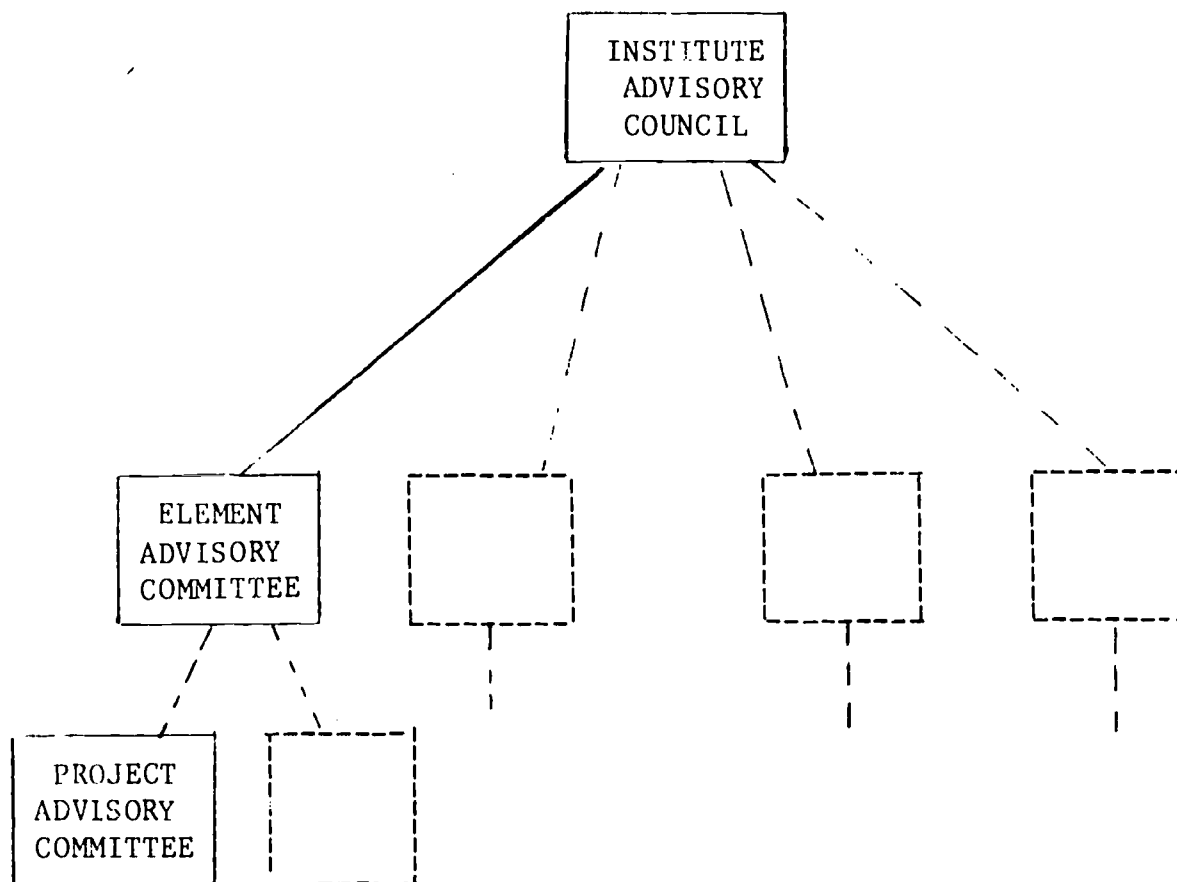 INSTITUTE
ADVISORY
COUNCIL
ELEMENT
ADVISORY
COMMITTEE
PROJECT
ADVISORY
COMMITTEE